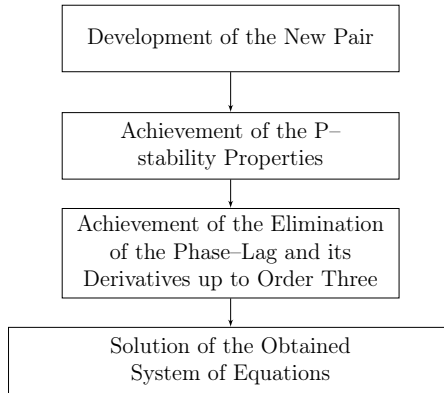 Development of the New Pair
Achievement of the P–
stability Properties
Achievement of the Elimination
of the Phase–Lag and its
Derivatives up to Order Three
Solution of the Obtained
System of Equations